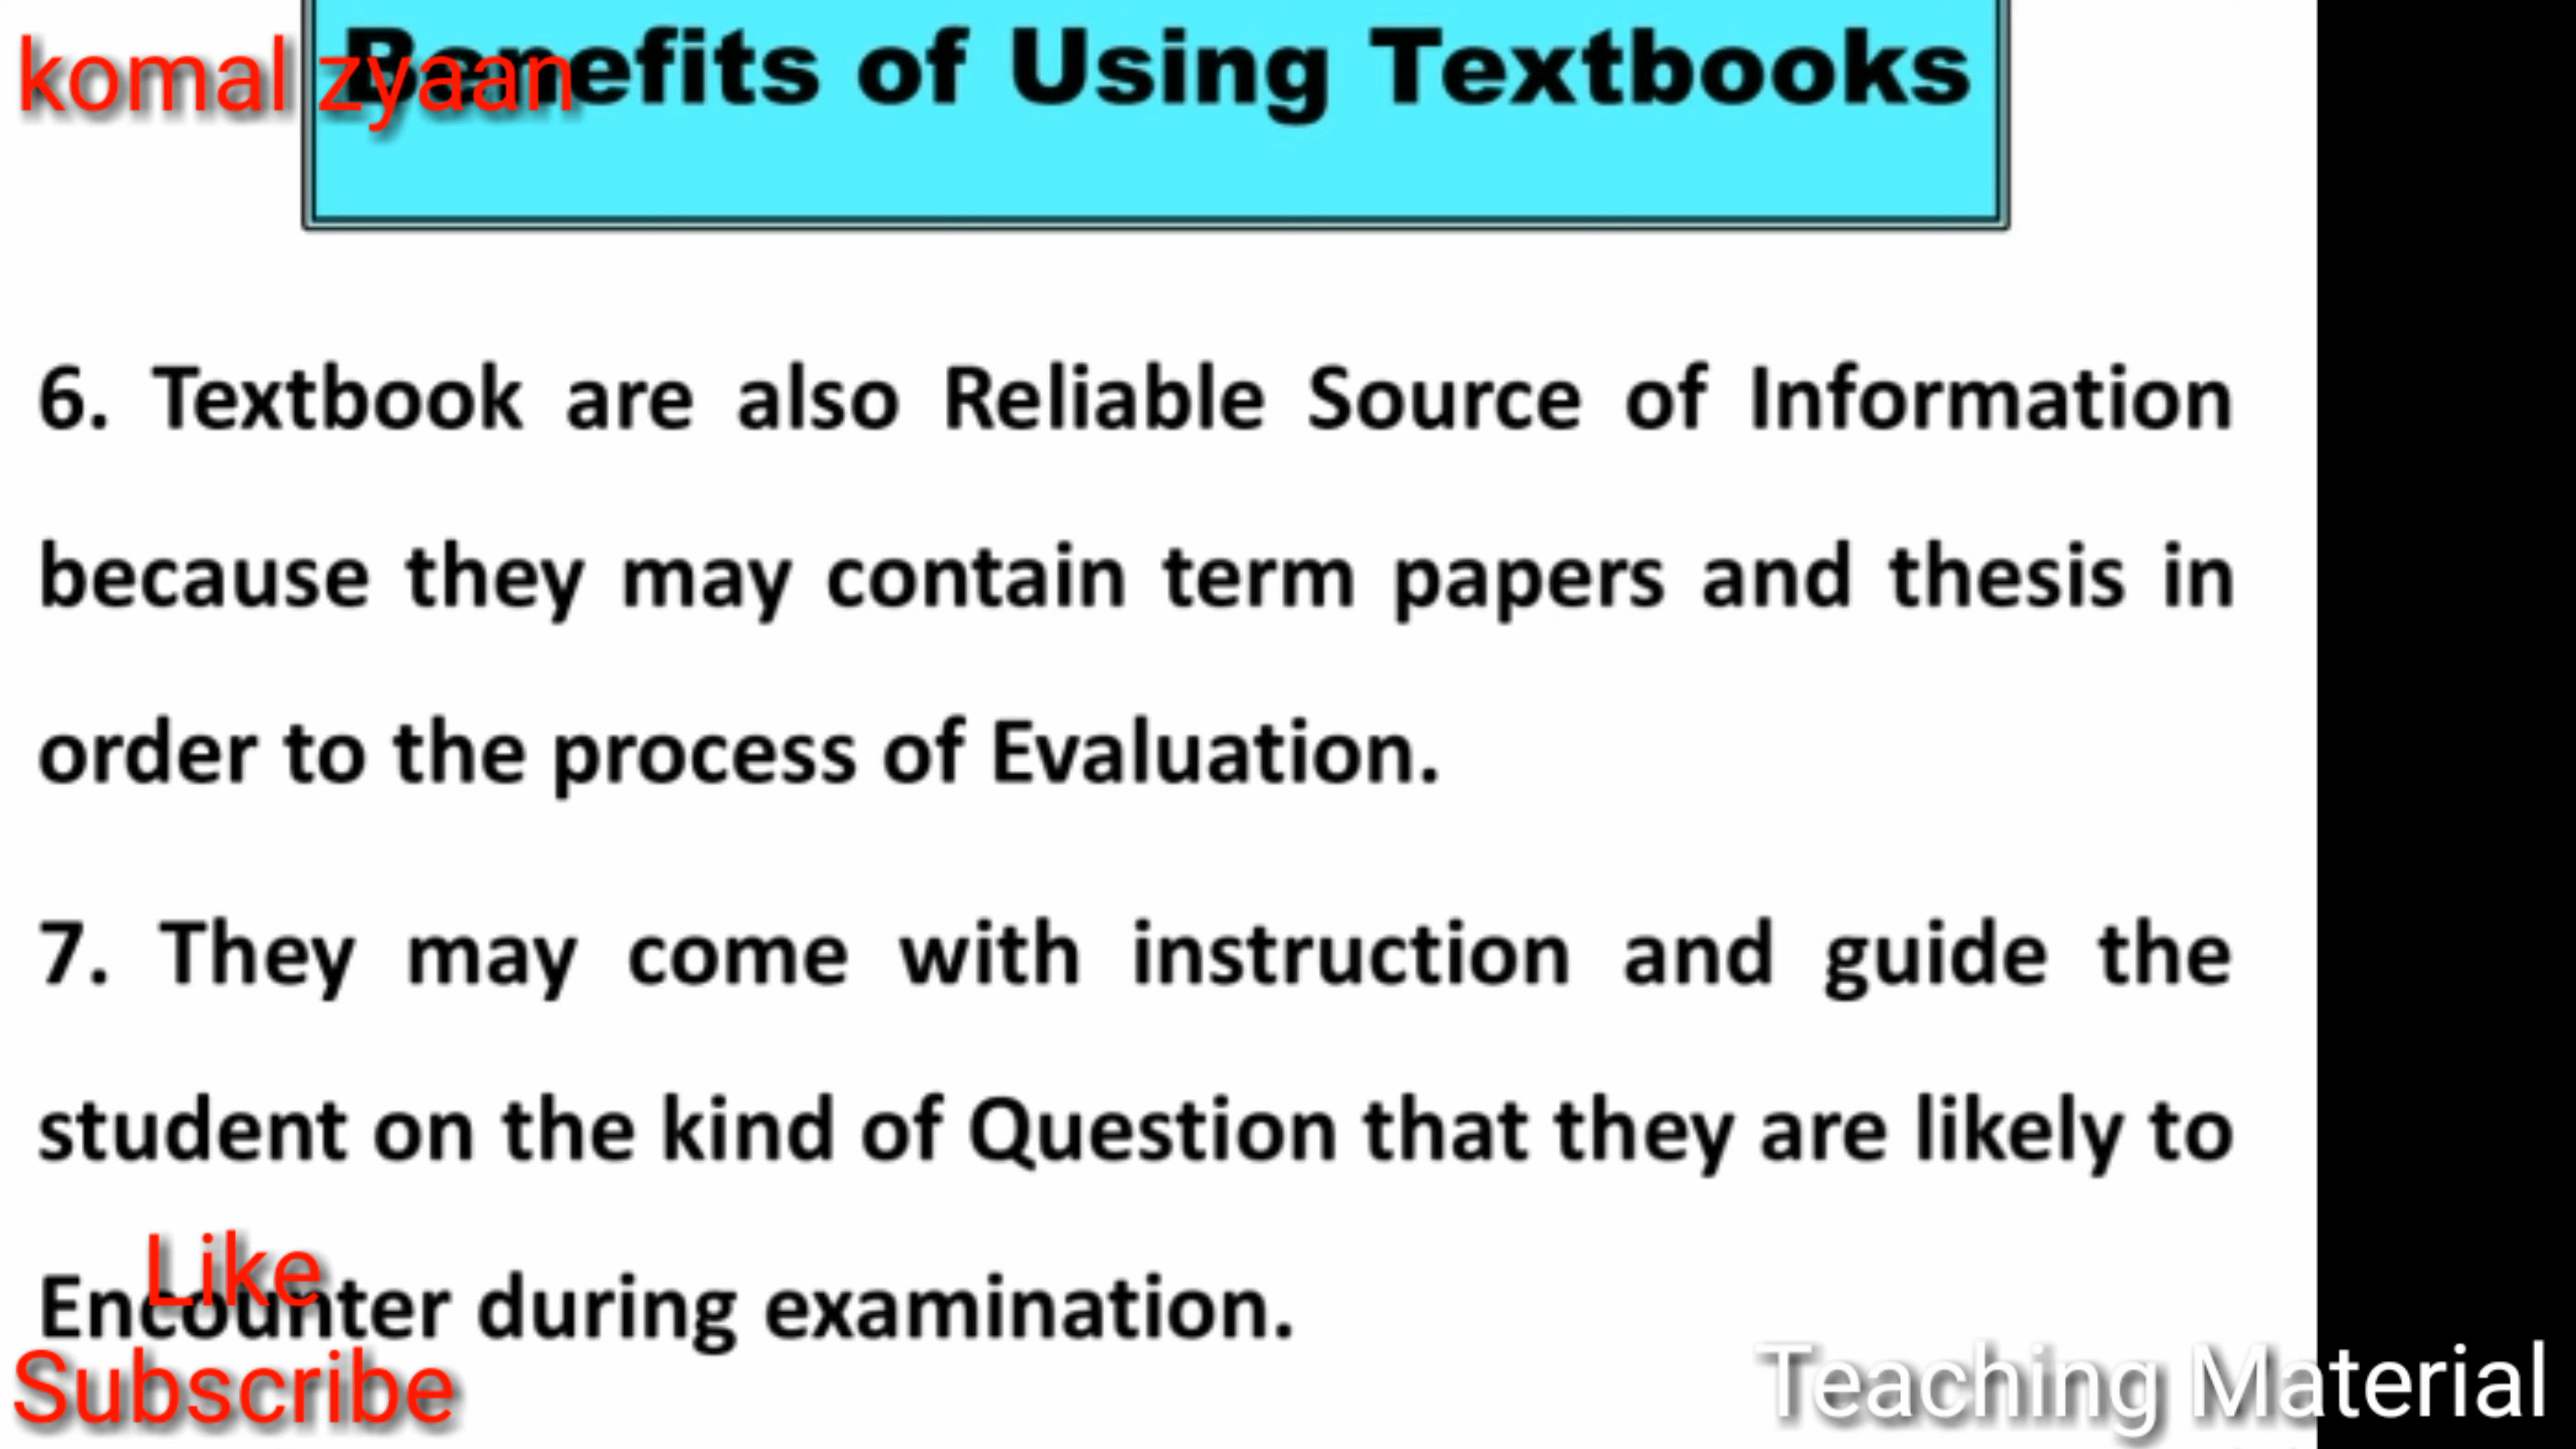 komal zyaan
Benefits of Using Textbooks
6. Textbook are also Reliable Source of Information
because they may contain term papers and thesis in
order to the process of Evaluation.
7. They may come with instruction and guide the
student on the kind of Question that they are likely to
Like
Encounter during examination.
Subscribe
Teaching Material